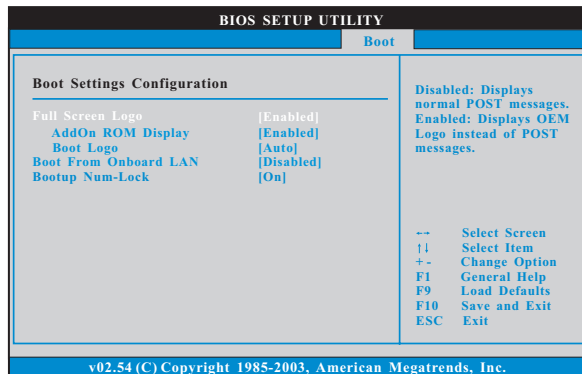 BIOS SETUP UTILITY
Boot
Boot Settings Configuration
Full Screen Logo [Enabled]
AddOn ROM Display [Enabled]
Boot Logo [Auto]
Boot From Onboard LAN [Disabled]
Bootup Num-Lock [On]
Disabled: Displays
normal POST messages.
Enabled: Displays OEM
Logo instead of POST
messages.
←→ Select Screen
↑↓ Select Item
+ - Change Option
F1 General Help
F9 Load Defaults
F10 Save and Exit
ESC Exit
v02.54 (C) Copyright 1985-2003, American Megatrends, Inc.